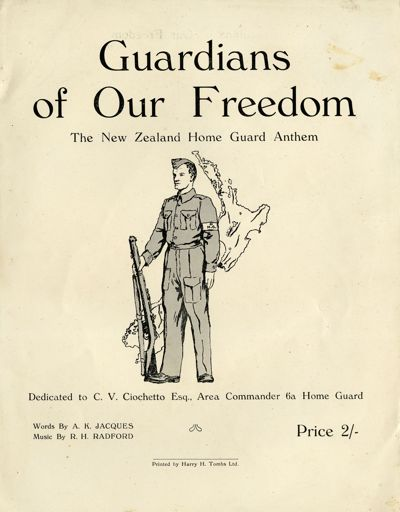 Guardians
of Our Freedom
The New Zealand Home Guard Anthem
Dedicated to C. V. Ciochetto Esq., Area Commander 6a Home Guard
Words By A. K. JACQUES
Music By R. H. RADFORD
Price 2/-
Printed by Harry H. Tombs Ltd.